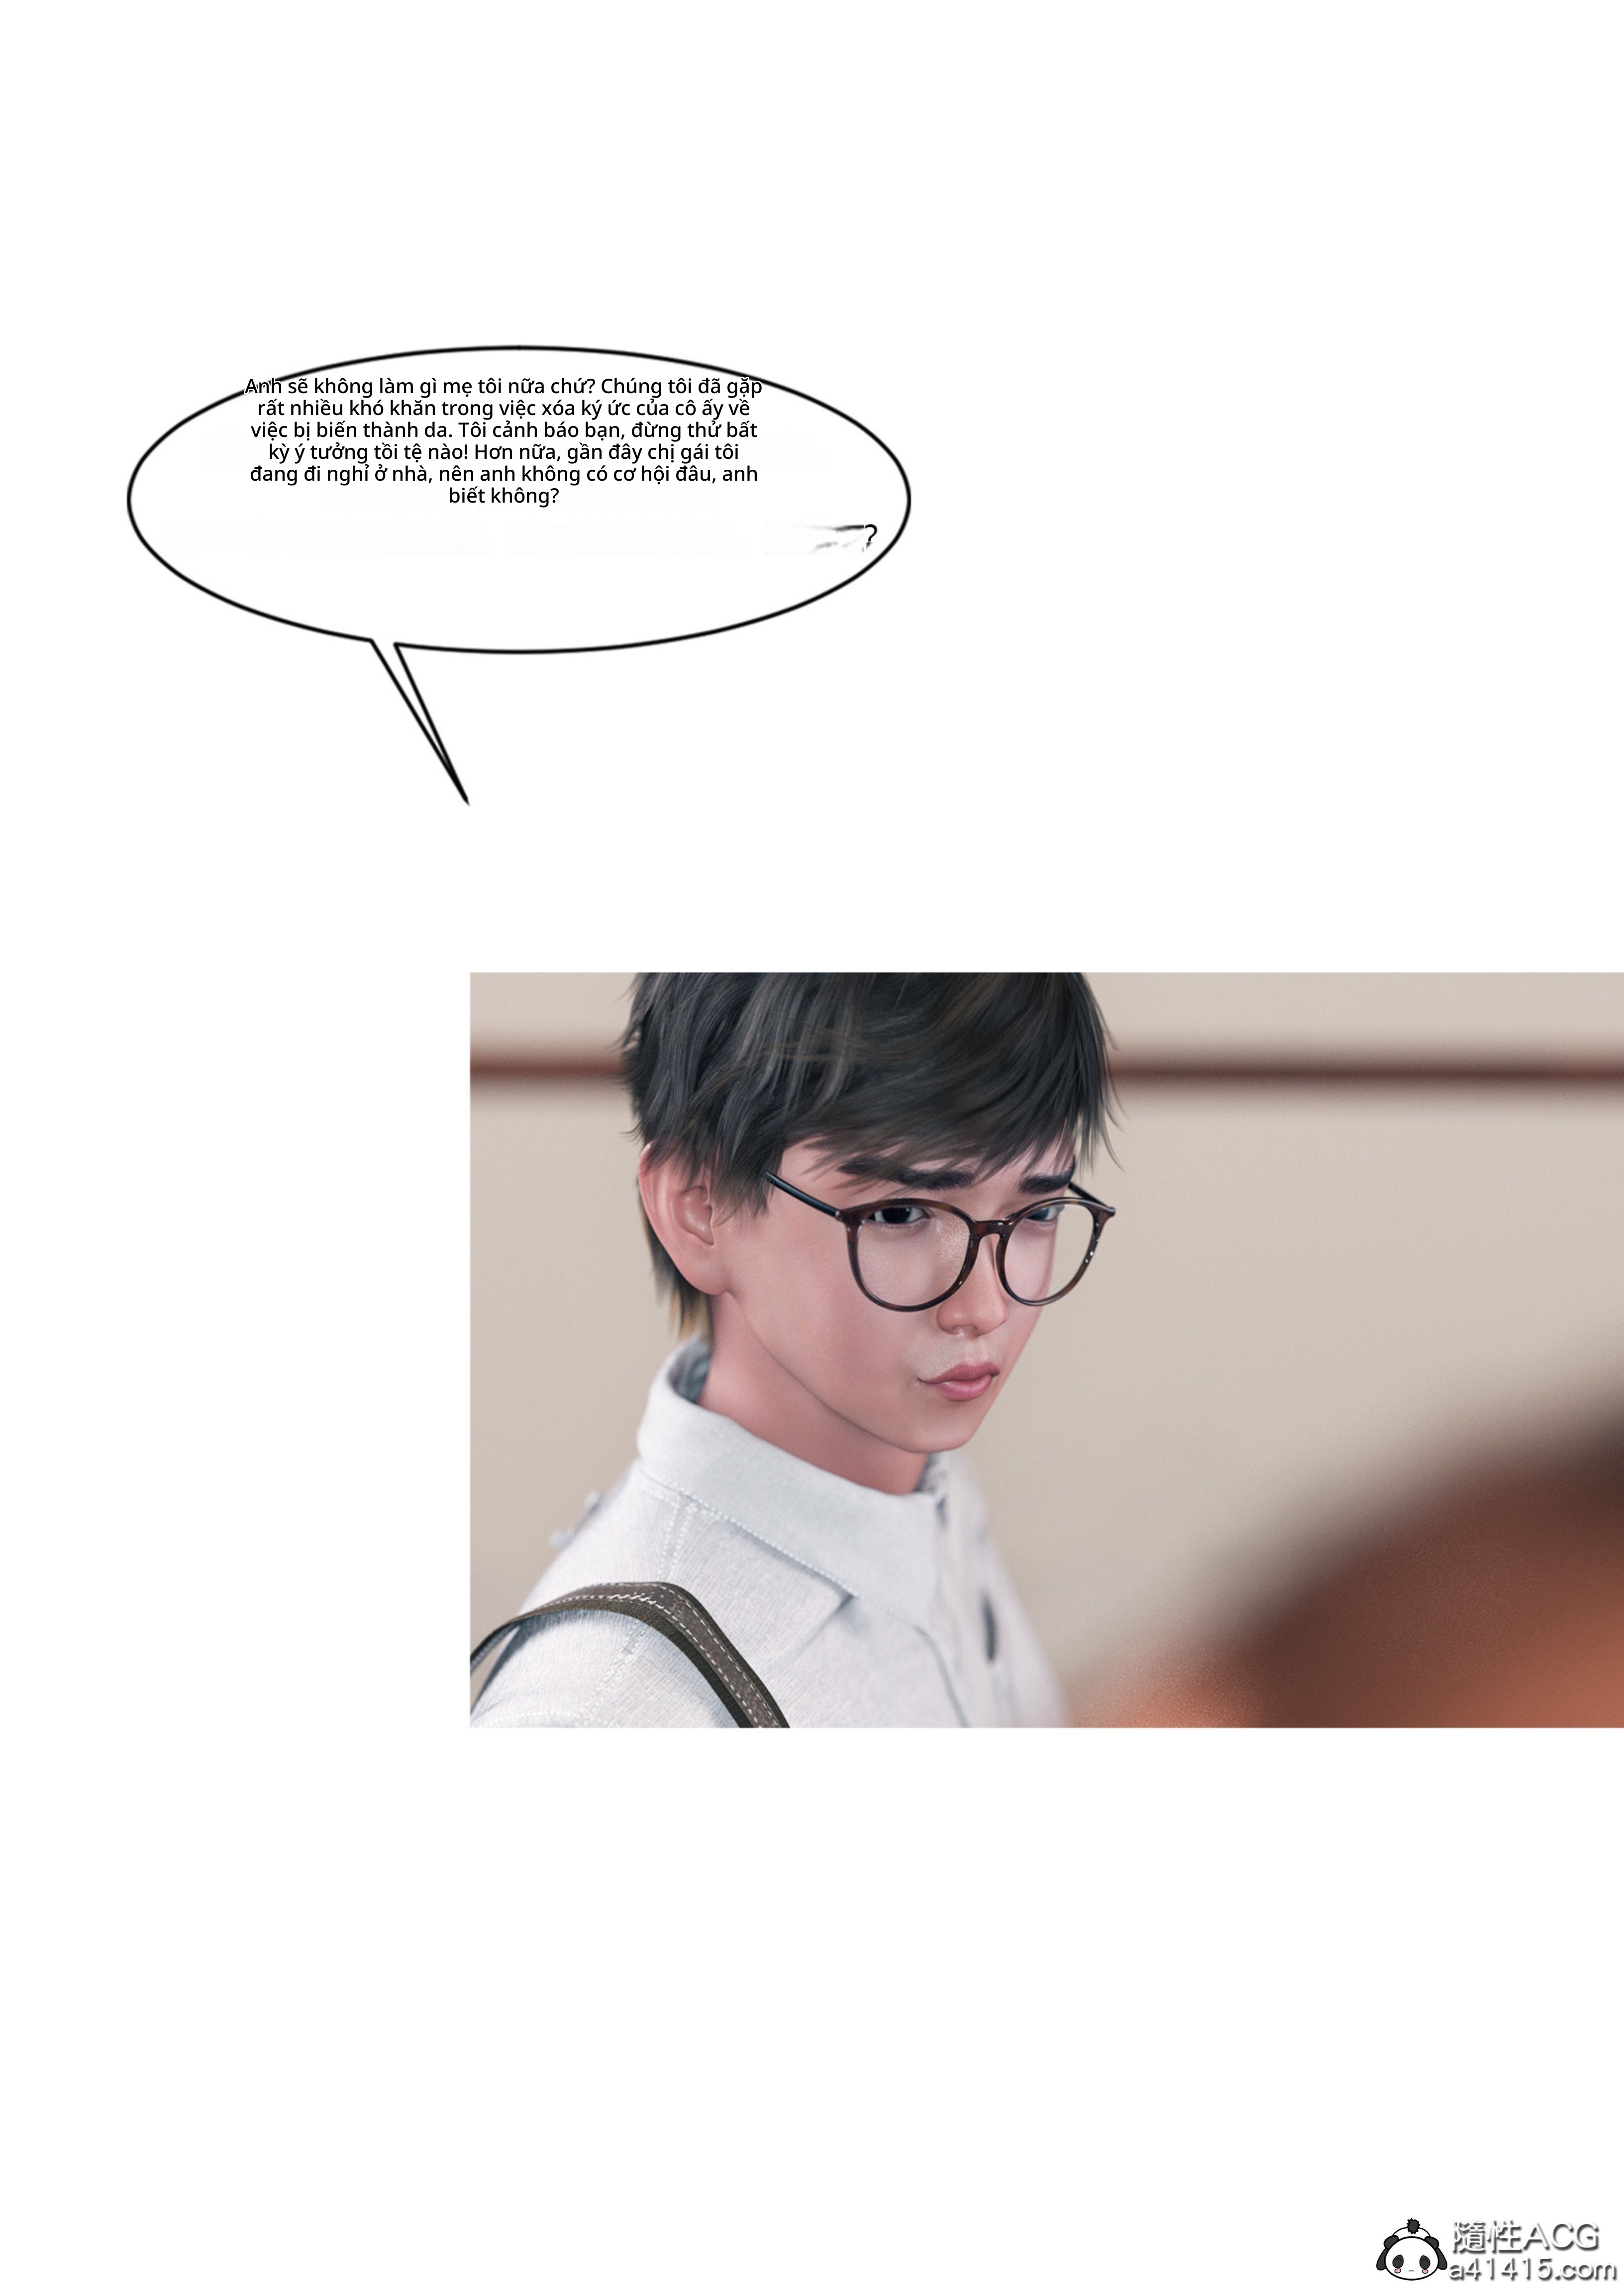 Anh sẽ không làm gì mẹ tôi nữa chứ? Chúng tôi đã gặp
rất nhiều khó khăn trong việc xóa ký ức của cô ấy về
việc bị biến thành da. Tôi cảnh báo bạn, đừng thử bất
kỳ ý tưởng tồi tệ nào! Hơn nữa, gần đây chị gái tôi
đang đi nghỉ ở nhà, nên anh không có cơ hội đâu, anh
biết không?
?
隨性ACG
a41415.com